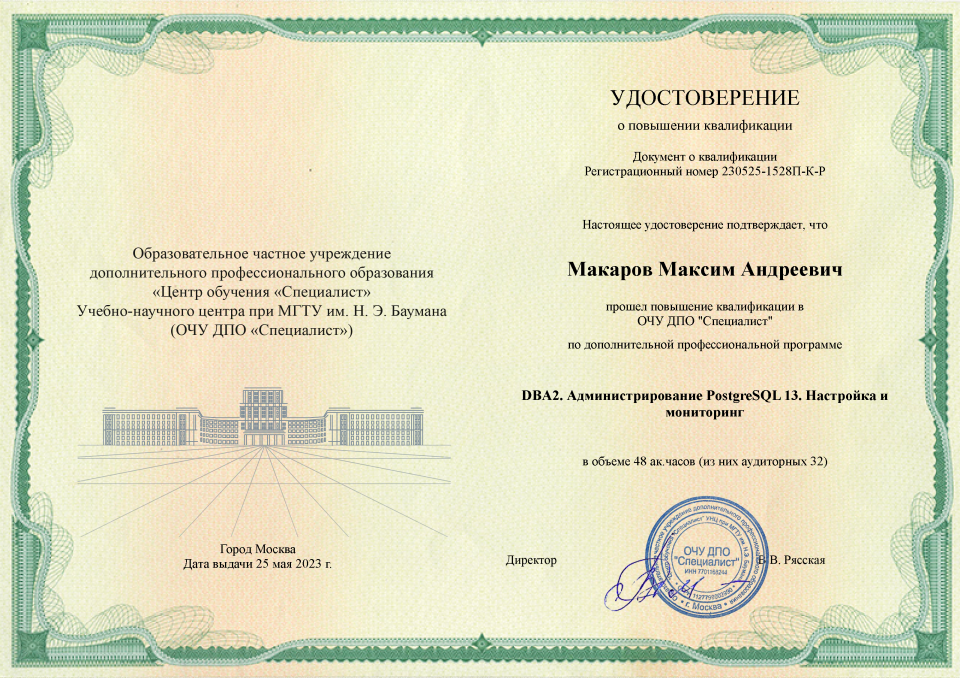 Образовательное частное учреждение
дополнительного профессионального образования
«Центр обучения «Специалист»
Учебно-научного центра при МГТУ им. Н. Э. Баумана
(ОЧУ ДПО «Специалист»)
Город Москва
Дата выдачи 25 мая 2023 г.
УДОСТОВЕРЕНИЕ
о повышении квалификации
Документ о квалификации
Регистрационный номер 230525-1528П-К-Р
Настоящее удостоверение подтверждает, что
Макаров Максим Андреевич
прошел повышение квалификации в
ОЧУ ДПО "Специалист"
по дополнительной профессиональной программе
DBA2. Администрирование PostgreSQL 13. Настройка и
мониторинг
в объеме 48 ак.часов (из них аудиторных 32)
Директор
В.В. Рясская
ОЧУ ДПО
"Специалист"
ИНН 7701168244
г. Москва